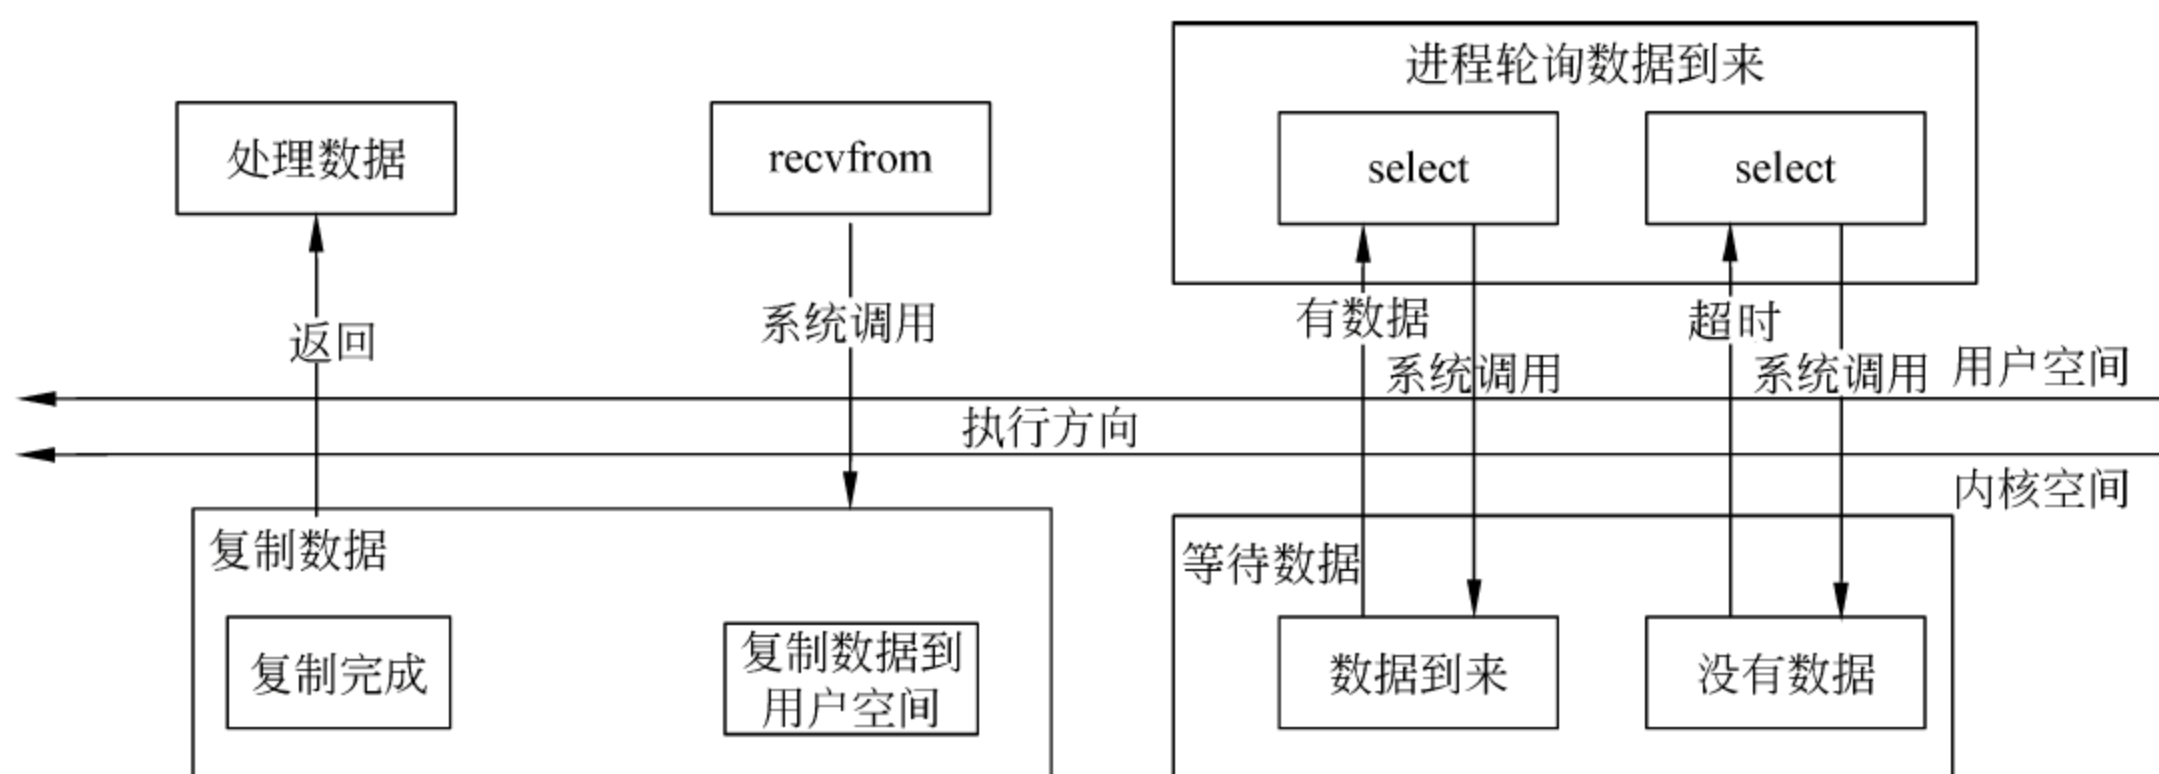 进程轮询数据到来
处理数据
recvfrom
select
select
返回
系统调用
有数据
系统调用
超时
系统调用
用户空间
执行方向
内核空间
复制数据
等待数据
复制完成
复制数据到
用户空间
数据到来
没有数据